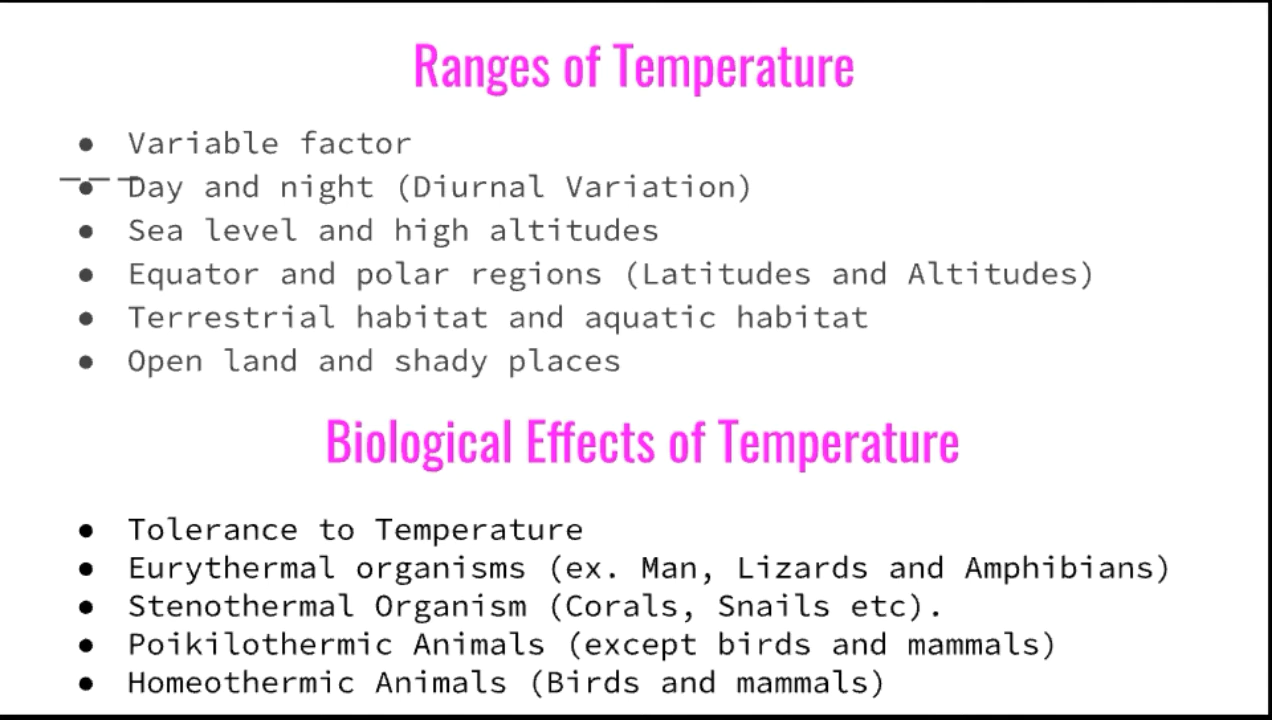 Ranges of Temperature
● Variable factor
● Day and night (Diurnal Variation)
● Sea level and high altitudes
● Equator and polar regions (Latitudes and Altitudes)
● Terrestrial habitat and aquatic habitat
● Open land and shady places
Biological Effects of Temperature
● Tolerance to Temperature
● Eurythermal organisms (ex. Man, Lizards and Amphibians)
● Stenothermal Organism (Corals, Snails etc).
● Poikilothermic Animals (except birds and mammals)
● Homeothermic Animals (Birds and mammals)